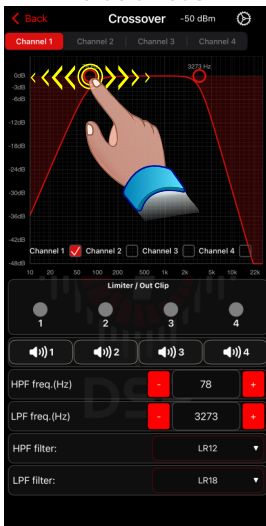 Back Crossover -50 dBm
Channel 1 Channel 2 Channel 3 Channel 4
3273 Hz
0dB
-3dB
-6dB
-12dB
-18dB
-24dB
-30dB
-36dB
-42dB
Channel 1 Channel 2 Channel 3 Channel 4
-48dB
10 20 50 100 200 500 1k 2k 5k 10k 22k
Limiter / Out Clip
1 2 3 4
1 2 3 4
HPF freq.(Hz) - 78 +
LPF freq.(Hz) - 3273 +
HPF filter: LR12
LPF filter: LR18